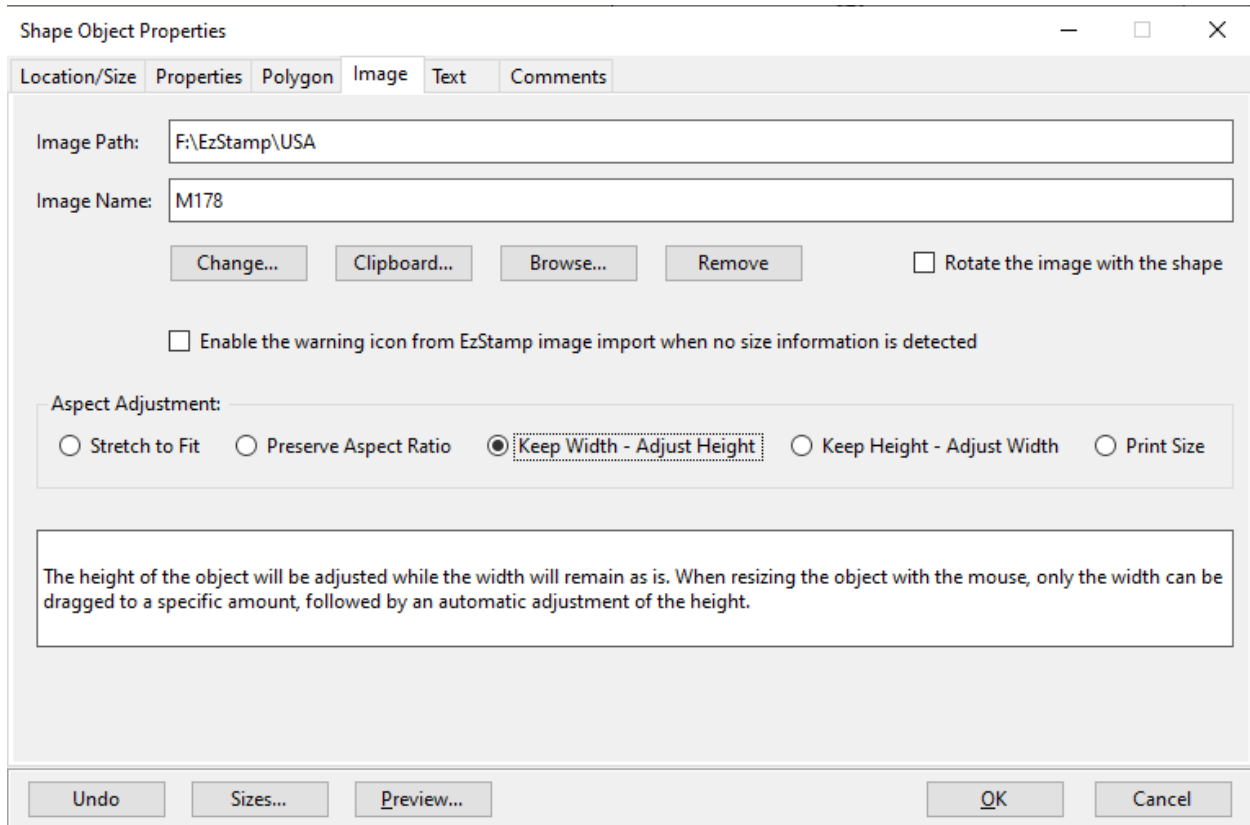 Shape Object Properties
Location/Size Properties Polygon Image Text Comments
Image Path: F:\EzStamp\USA
Image Name: M178
Change... Clipboard... Browse... Remove Rotate the image with the shape
Enable the warning icon from EzStamp image import when no size information is detected
Aspect Adjustment:
Stretch to Fit Preserve Aspect Ratio Keep Width - Adjust Height Keep Height - Adjust Width Print Size
The height of the object will be adjusted while the width will remain as is. When resizing the object with the mouse, only the width can be
dragged to a specific amount, followed by an automatic adjustment of the height.
Undo Sizes... Preview... OK Cancel